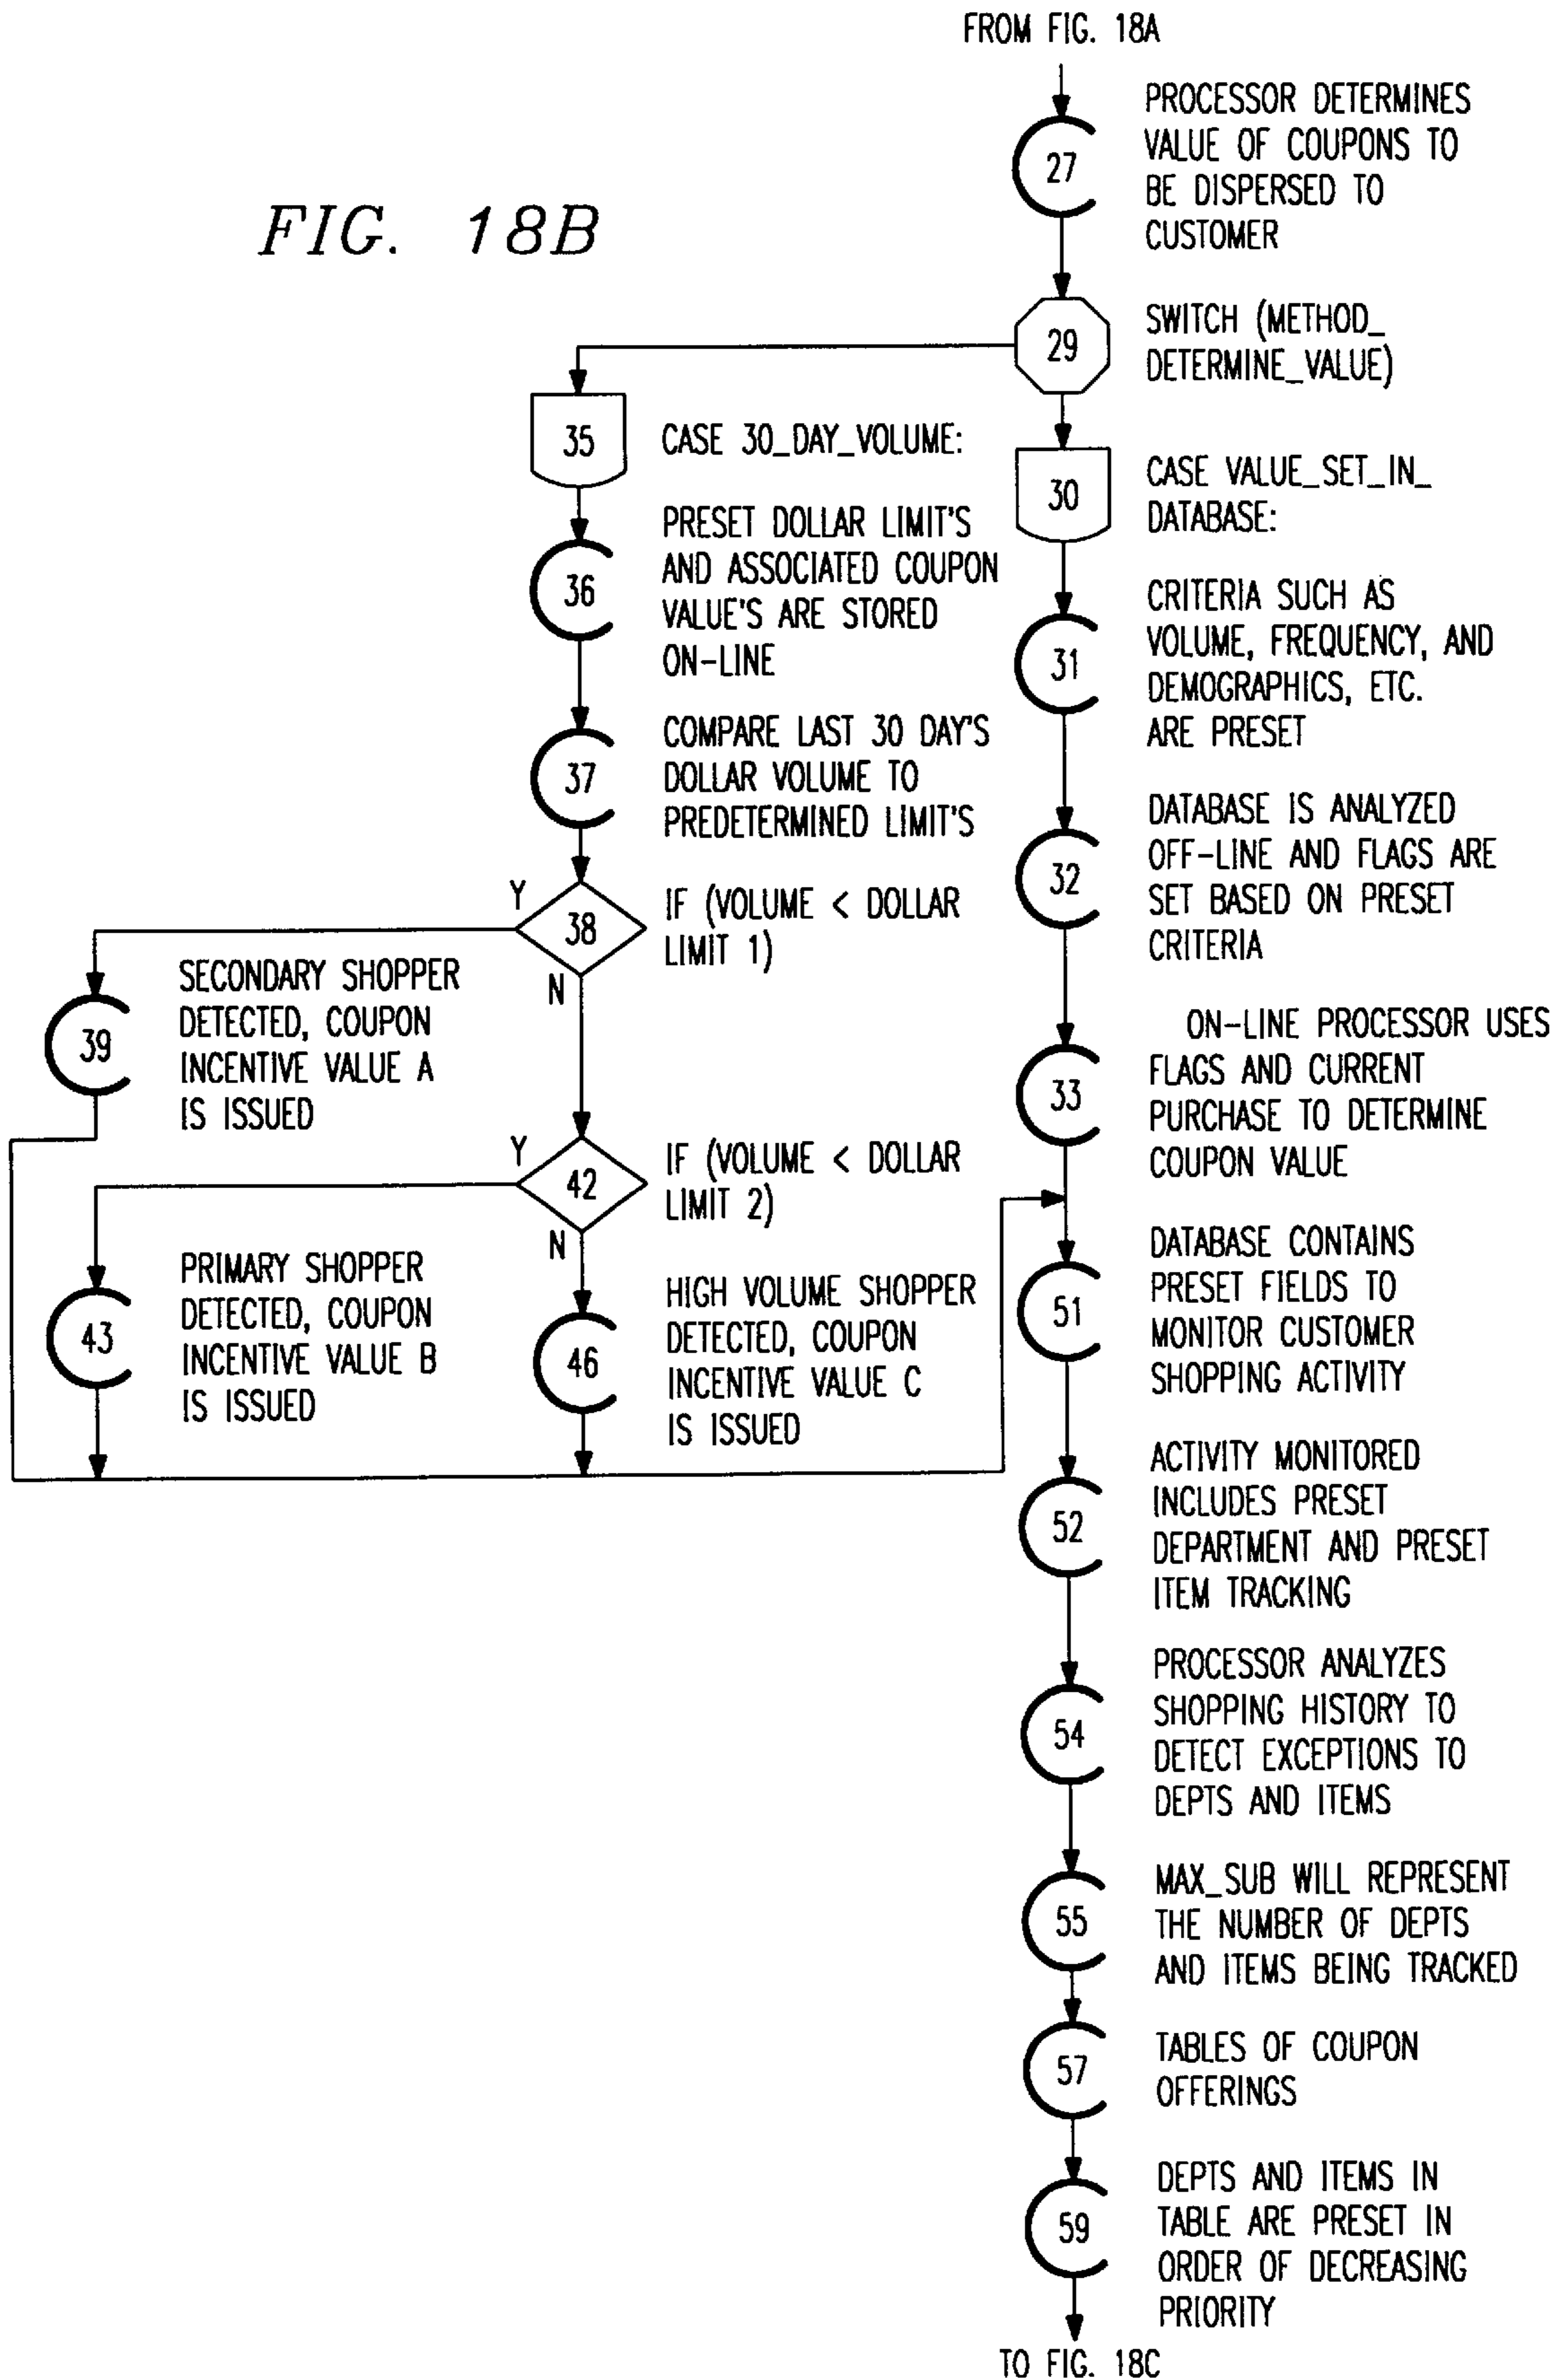 FROM FIG. 18A
27
PROCESSOR DETERMINES
VALUE OF COUPONS TO
BE DISPERSED TO
CUSTOMER
FIG. 18B
29
SWITCH (METHOD_
DETERMINE_VALUE)
35
CASE 30_DAY_VOLUME:
30
CASE VALUE_SET_IN_
DATABASE:
36
PRESET DOLLAR LIMIT'S
AND ASSOCIATED COUPON
VALUE'S ARE STORED
ON-LINE
31
CRITERIA SUCH AS
VOLUME, FREQUENCY, AND
DEMOGRAPHICS, ETC.
ARE PRESET
37
COMPARE LAST 30 DAY'S
DOLLAR VOLUME TO
PREDETERMINED LIMIT'S
32
DATABASE IS ANALYZED
OFF-LINE AND FLAGS ARE
SET BASED ON PRESET
CRITERIA
Y
38
N
IF (VOLUME < DOLLAR
LIMIT 1)
39
SECONDARY SHOPPER
DETECTED, COUPON
INCENTIVE VALUE A
IS ISSUED
33
ON-LINE PROCESSOR USES
FLAGS AND CURRENT
PURCHASE TO DETERMINE
COUPON VALUE
Y
42
N
IF (VOLUME < DOLLAR
LIMIT 2)
43
PRIMARY SHOPPER
DETECTED, COUPON
INCENTIVE VALUE B
IS ISSUED
46
HIGH VOLUME SHOPPER
DETECTED, COUPON
INCENTIVE VALUE C
IS ISSUED
51
DATABASE CONTAINS
PRESET FIELDS TO
MONITOR CUSTOMER
SHOPPING ACTIVITY
52
ACTIVITY MONITORED
INCLUDES PRESET
DEPARTMENT AND PRESET
ITEM TRACKING
54
PROCESSOR ANALYZES
SHOPPING HISTORY TO
DETECT EXCEPTIONS TO
DEPTS AND ITEMS
55
MAX_SUB WILL REPRESENT
THE NUMBER OF DEPTS
AND ITEMS BEING TRACKED
57
TABLES OF COUPON
OFFERINGS
59
DEPTS AND ITEMS IN
TABLE ARE PRESET IN
ORDER OF DECREASING
PRIORITY
TO FIG. 18C